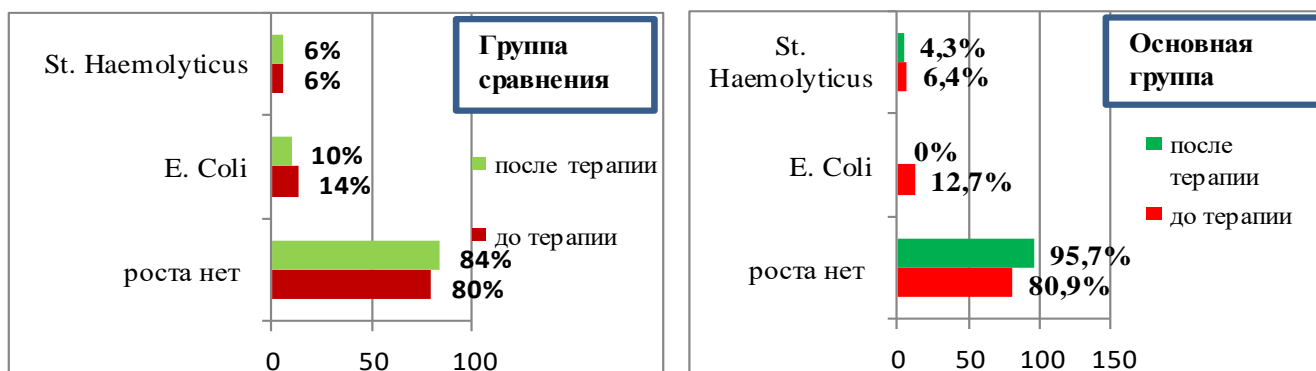 Группа
сравнения
St. Haemolyticus
6%
6%
E. Coli
10%
14%
роста нет
84%
80%
после терапии
до терапии
0 50 100
Основная
группа
St.
Haemolyticus
4,3%
6,4%
E. Coli
0%
12,7%
роста нет
95,7%
80,9%
после
терапии
до терапии
0 50 100 150